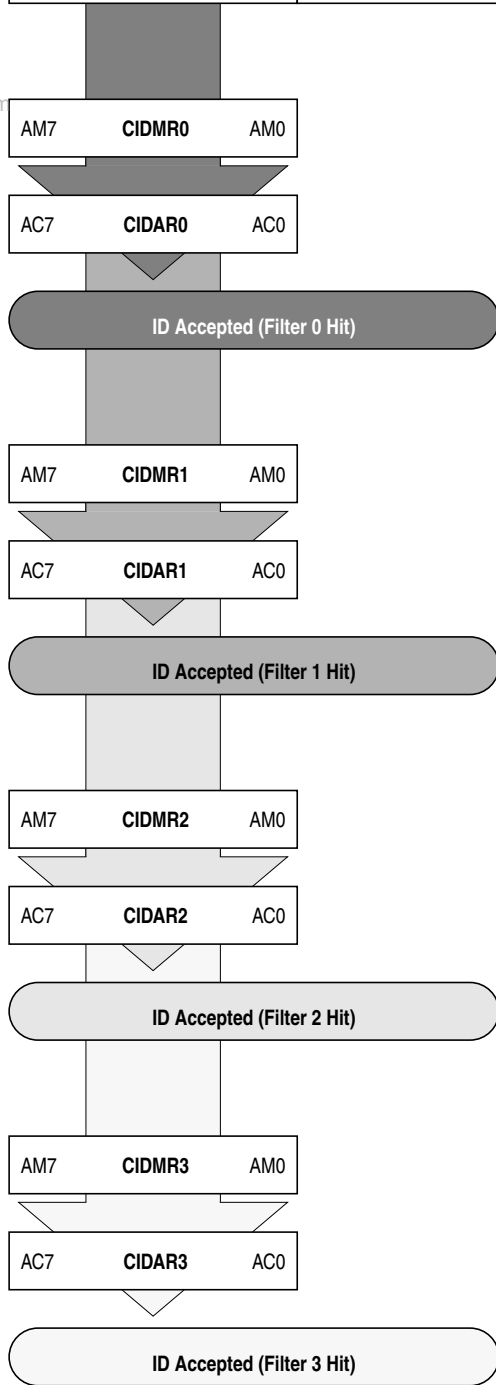 AM7 CIDMR0 AM0
AC7 CIDAR0 AC0
ID Accepted (Filter 0 Hit)
AM7 CIDMR1 AM0
AC7 CIDAR1 AC0
ID Accepted (Filter 1 Hit)
AM7 CIDMR2 AM0
AC7 CIDAR2 AC0
ID Accepted (Filter 2 Hit)
AM7 CIDMR3 AM0
AC7 CIDAR3 AC0
ID Accepted (Filter 3 Hit)